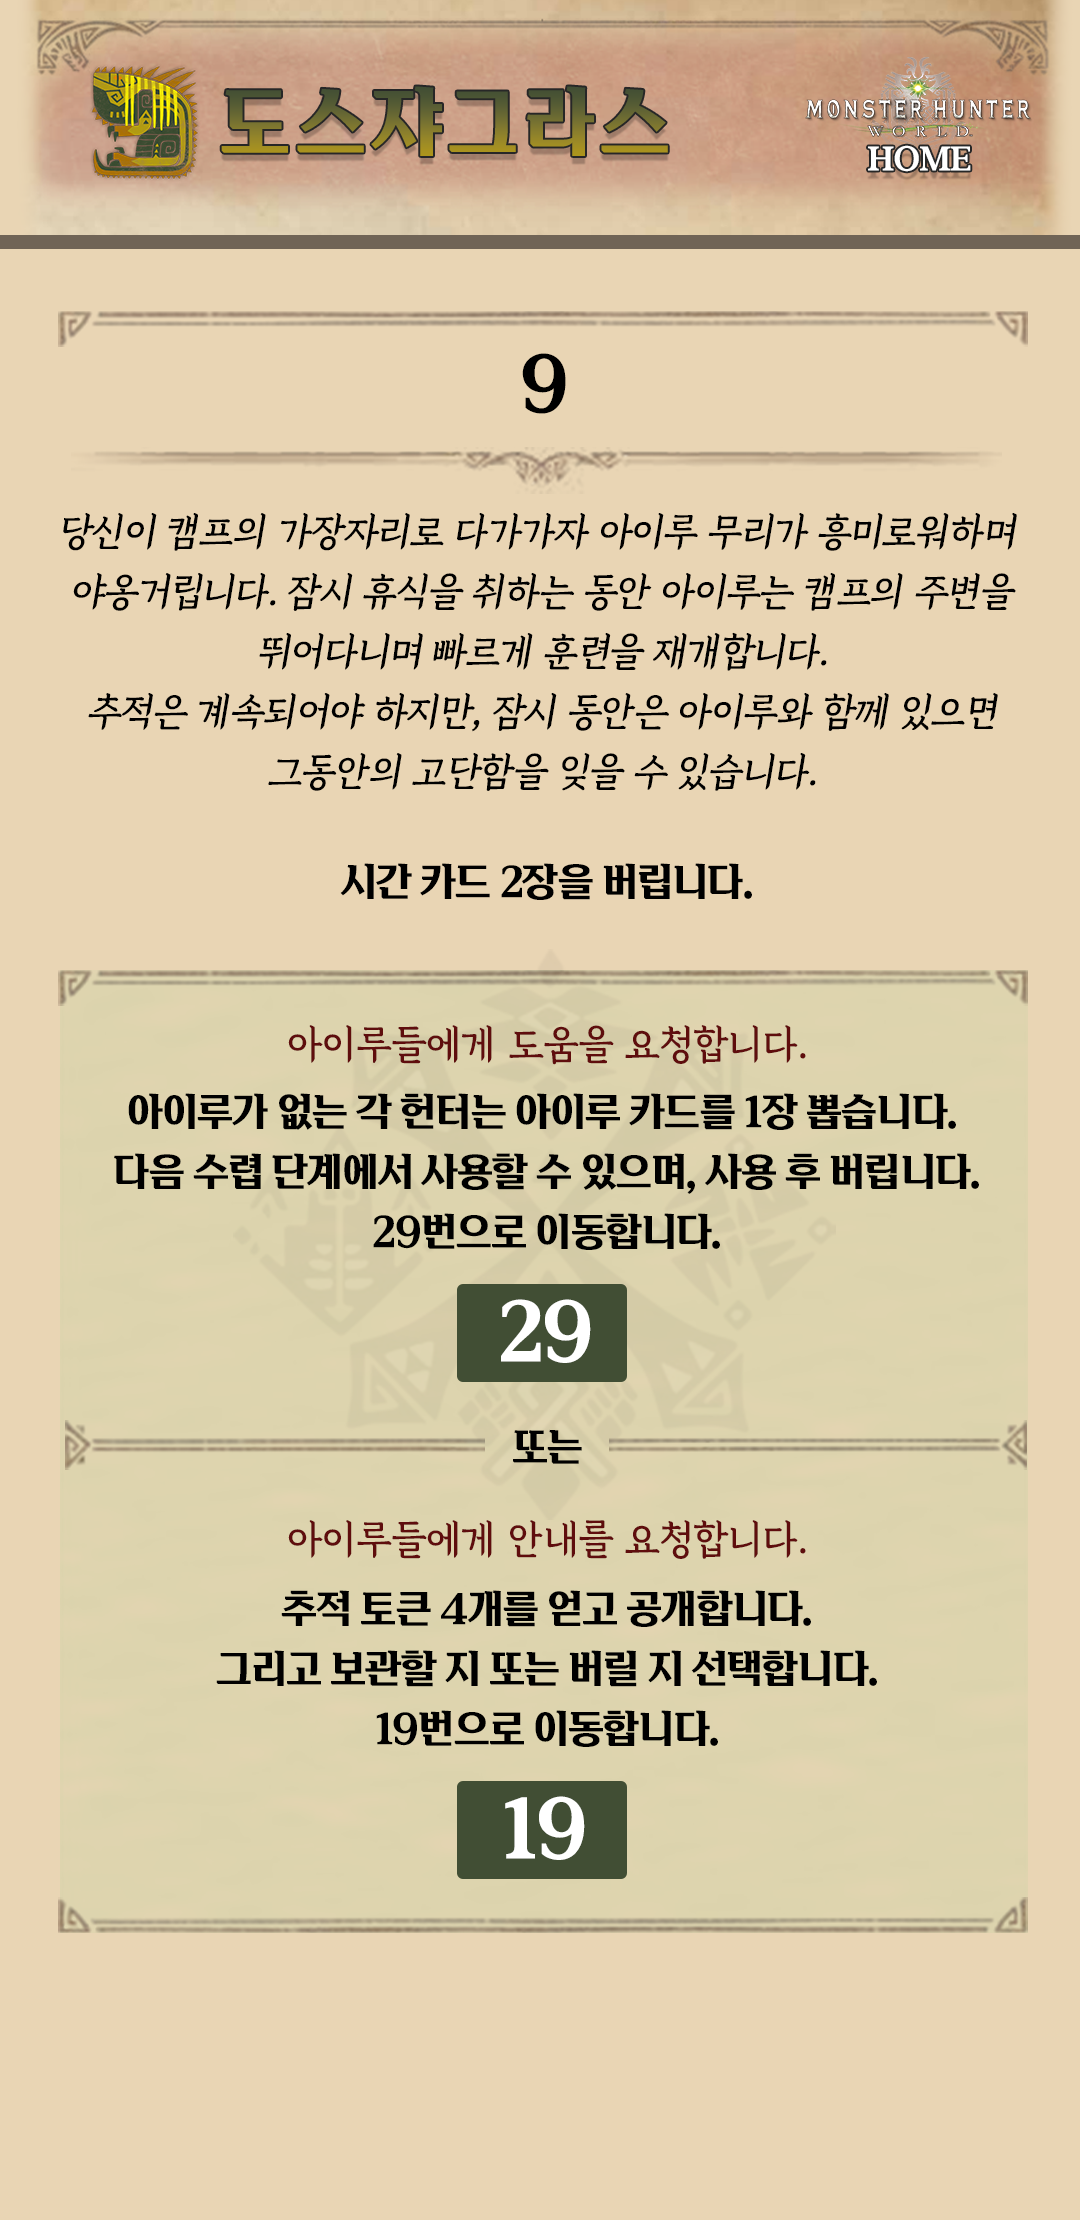 도스쟈그라스
MONSTER HUNTER
WORLD
HOME
9
당신이 캠프의 가장자리로 다가가자 아이루 무리가 흥미로워하며
야옹거립니다. 잠시 휴식을 취하는 동안 아이루는 캠프의 주변을
뛰어다니며 빠르게 훈련을 재개합니다.
추적은 계속되어야 하지만, 잠시 동안은 아이루와 함께 있으면
그동안의 고단함을 잊을 수 있습니다.
시간 카드 2장을 버립니다.
아이루들에게 도움을 요청합니다.
아이루가 없는 각 헌터는 아이루 카드를 1장 뽑습니다.
다음 수렵 단계에서 사용할 수 있으며, 사용 후 버립니다.
29번으로 이동합니다.
29
또는
아이루들에게 안내를 요청합니다.
추적 토큰 4개를 얻고 공개합니다.
그리고 보관할 지 또는 버릴 지 선택합니다.
19번으로 이동합니다.
19